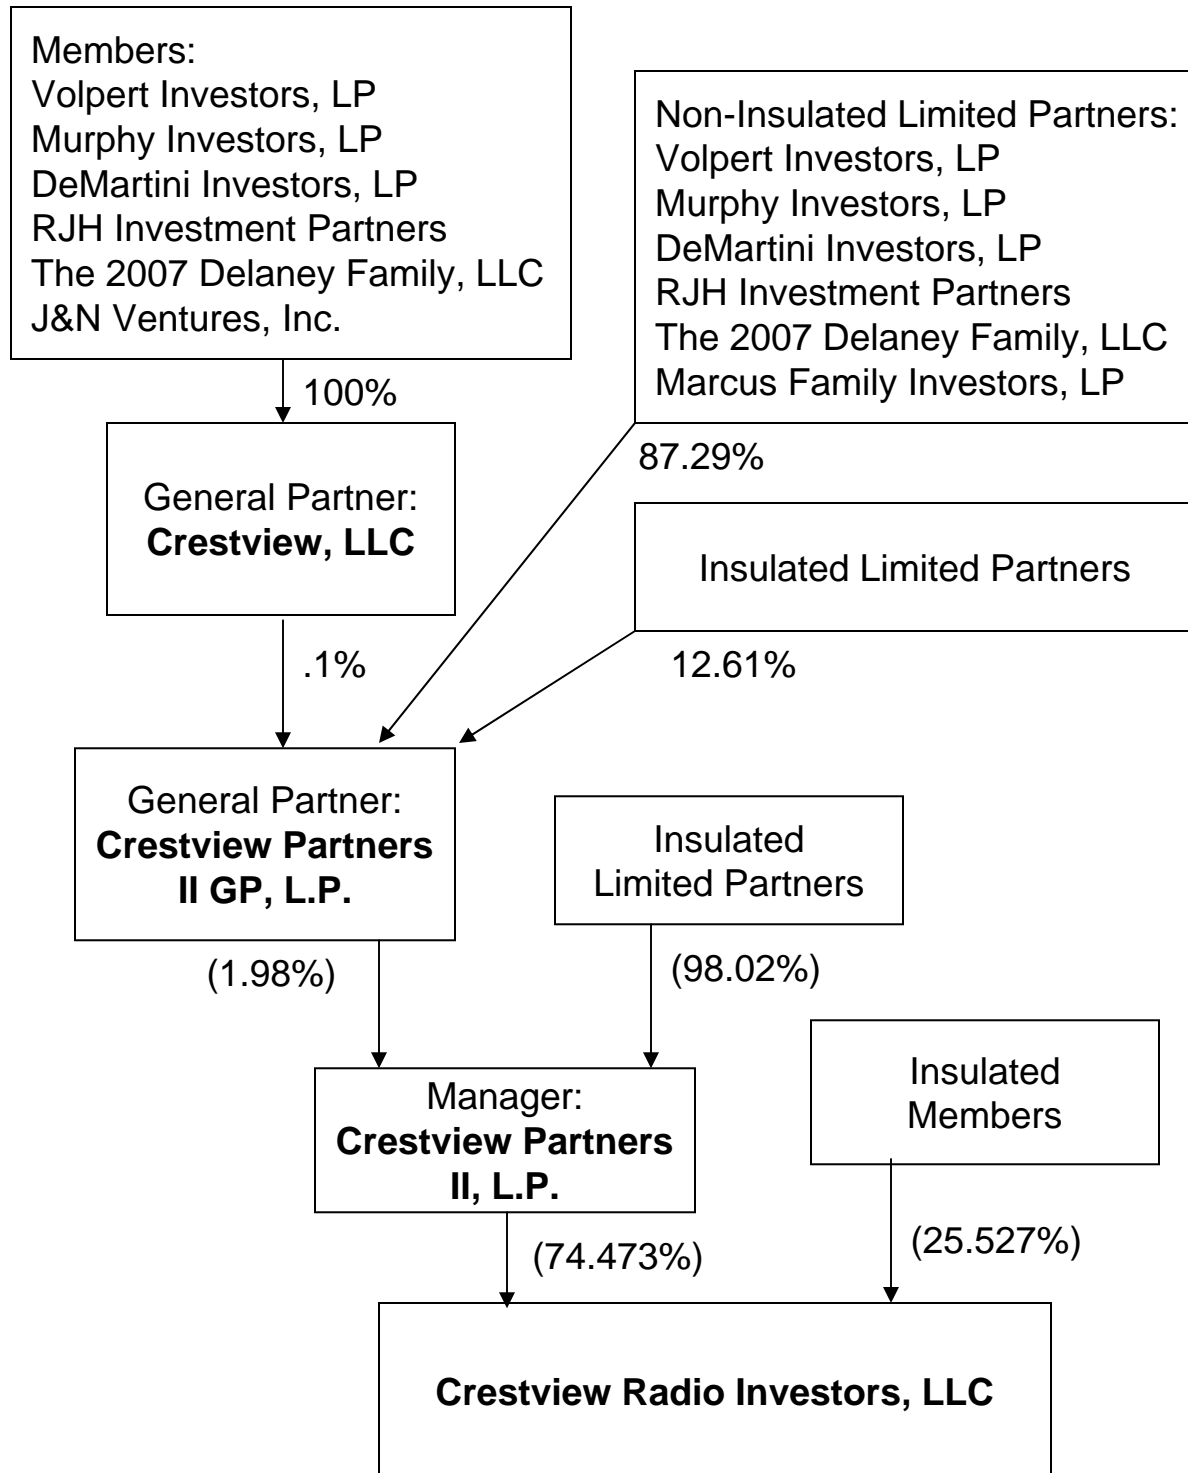 Members:
Volpert Investors, LP
Murphy Investors, LP
DeMartini Investors, LP
RJH Investment Partners
The 2007 Delaney Family, LLC
J&N Ventures, Inc.
Non-Insulated Limited Partners:
Volpert Investors, LP
Murphy Investors, LP
DeMartini Investors, LP
RJH Investment Partners
The 2007 Delaney Family, LLC
Marcus Family Investors, LP
100%
87.29%
General Partner:
Crestview, LLC
Insulated Limited Partners
.1%
12.61%
General Partner:
Crestview Partners
II GP, L.P.
Insulated
Limited Partners
(1.98%)
(98.02%)
Manager:
Crestview Partners
II, L.P.
Insulated
Members
(74.473%)
(25.527%)
Crestview Radio Investors, LLC